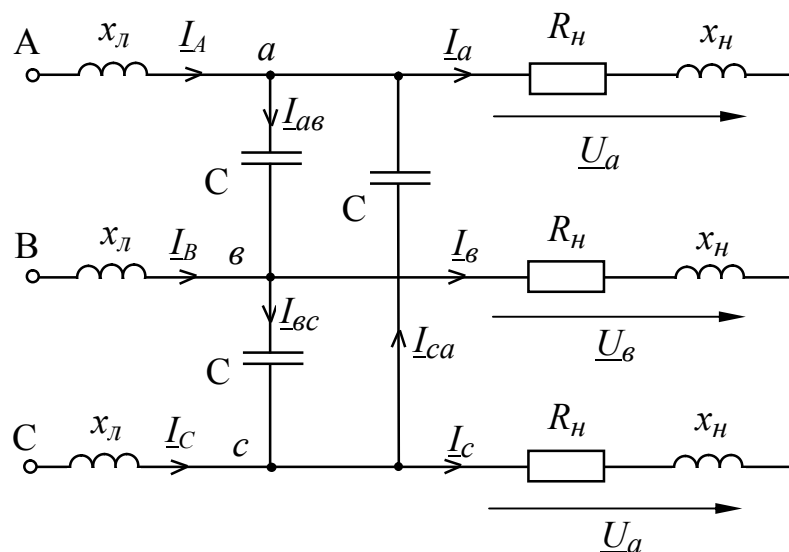 A x_л I_A a I_a R_н x_н
I_ав
C
C
U_a
B x_л I_B в I_в R_н x_н
I_вс
C
I_ca
U_в
C x_л I_C c I_c R_н x_н
U_a